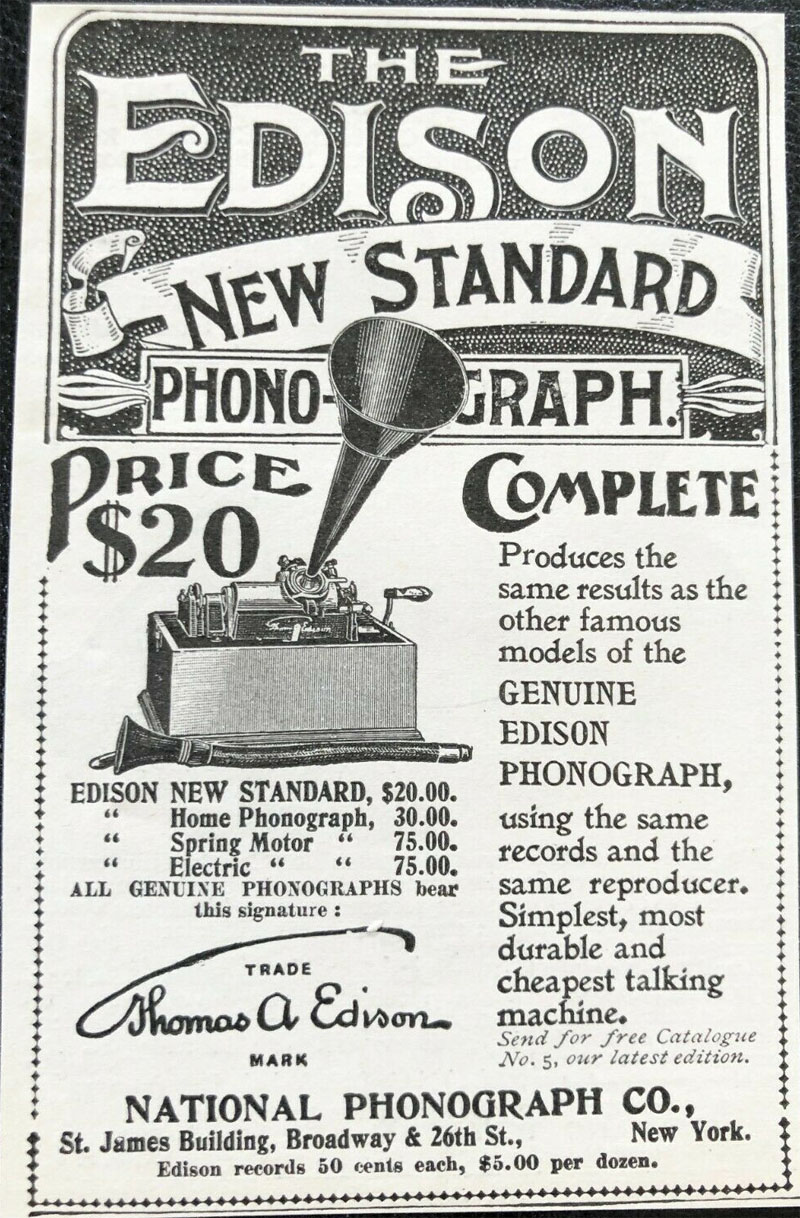 THE
EDISON
NEW STANDARD
PHONO-GRAPH.
PRICE
$20
COMPLETE
Produces the
same results as the
other famous
models of the
GENUINE
EDISON
PHONOGRAPH,
using the same
records and the
same reproducer.
Simplest, most
durable and
cheapest talking
machine.
Send for free Catalogue
No. 5, our latest edition.
Thomas A Edison
EDISON NEW STANDARD, $20.00.
“ Home Phonograph, 30.00.
“ Spring Motor “ 75.00.
“ Electric “ “ 75.00.
ALL GENUINE PHONOGRAPHS bear
this signature :
TRADE
Thomas A Edison
MARK
NATIONAL PHONOGRAPH CO.,
St. James Building, Broadway & 26th St., New York.
Edison records 50 cents each, $5.00 per dozen.